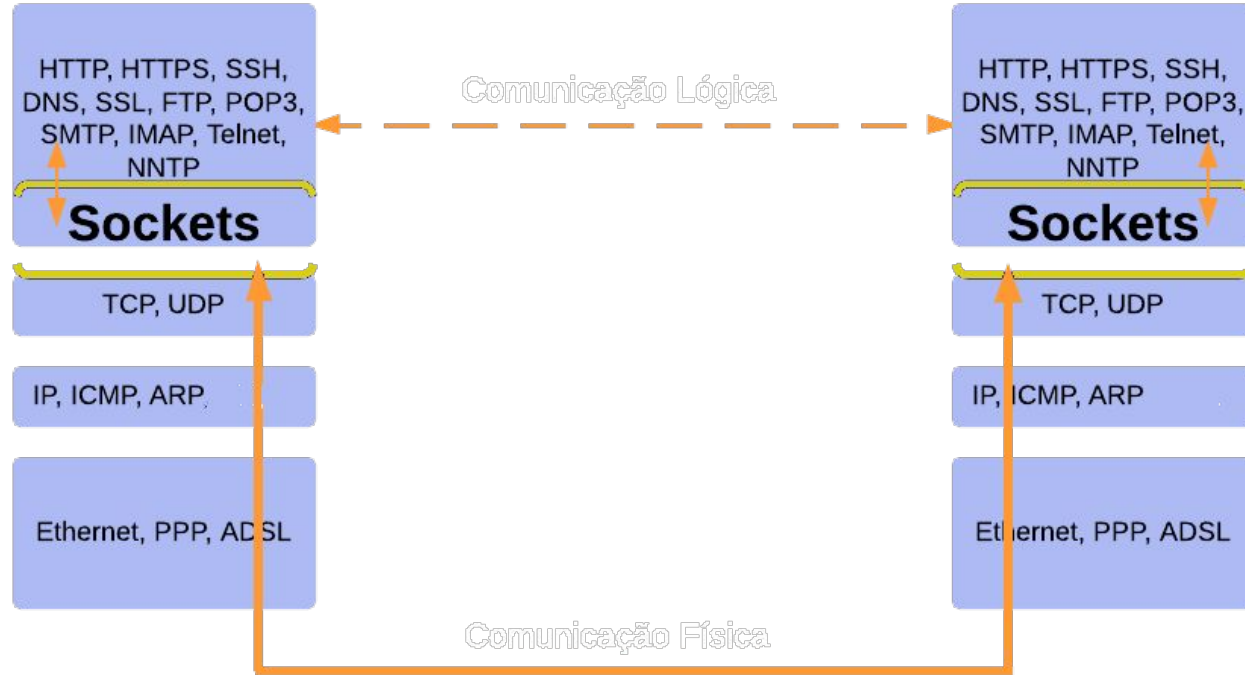 HTTP, HTTPS, SSH,
DNS, SSL, FTP, POP3,
SMTP, IMAP, Telnet,
NNTP
Sockets
TCP, UDP
IP, ICMP, ARP
Ethernet, PPP, ADSL
Comunicação Lógica
Comunicação Física
HTTP, HTTPS, SSH,
DNS, SSL, FTP, POP3,
SMTP, IMAP, Telnet,
NNTP
Sockets
TCP, UDP
IP, ICMP, ARP
Ethernet, PPP, ADSL